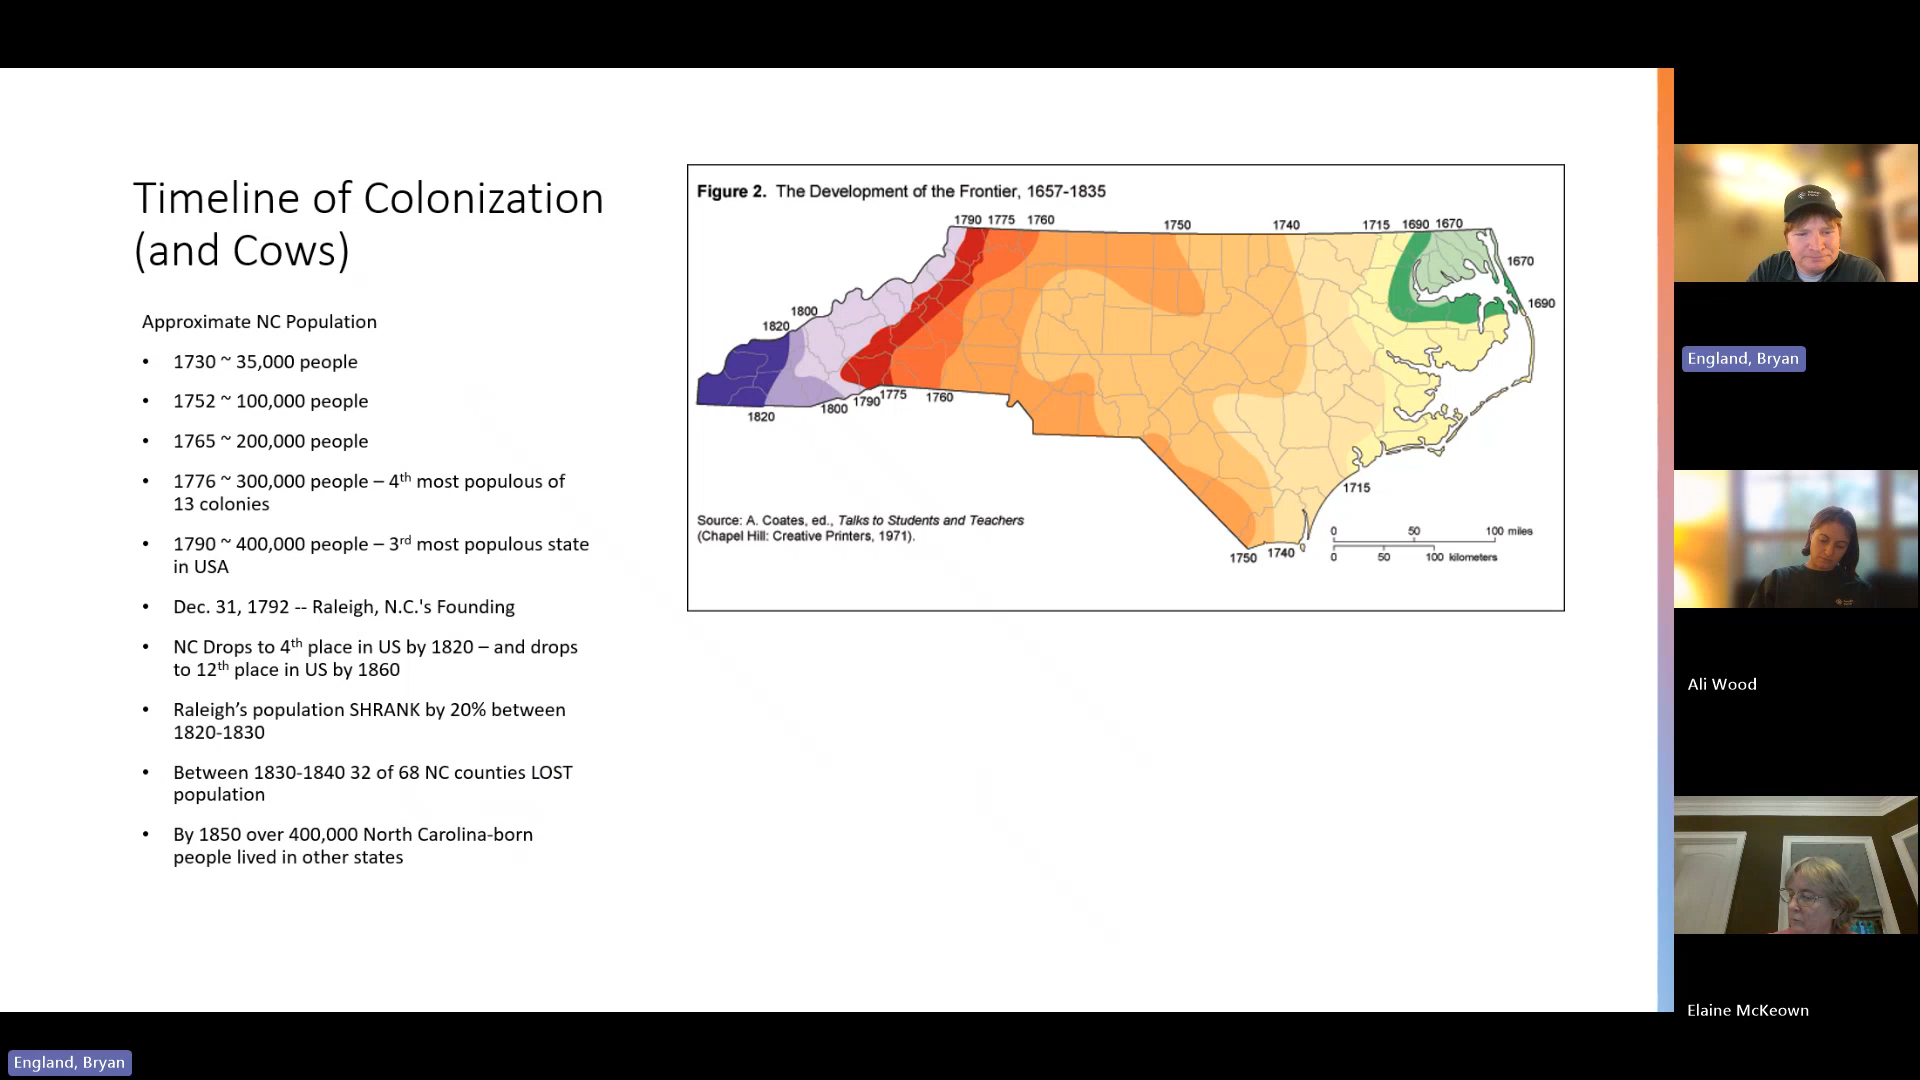 Timeline of Colonization
(and Cows)
Approximate NC Population
• 1730 ~ 35,000 people
• 1752 ~ 100,000 people
• 1765 ~ 200,000 people
• 1776 ~ 300,000 people – 4th most populous of
13 colonies
• 1790 ~ 400,000 people – 3rd most populous state
in USA
• Dec. 31, 1792 -- Raleigh, N.C.'s Founding
• NC Drops to 4th place in US by 1820 – and drops
to 12th place in US by 1860
• Raleigh’s population SHRANK by 20% between
1820-1830
• Between 1830-1840 32 of 68 NC counties LOST
population
• By 1850 over 400,000 North Carolina-born
people lived in other states
Figure 2. The Development of the Frontier, 1657-1835
1790 1775 1760 1750 1740 1715 1690 1670
1670
1690
1800
1820
1820 1800 1790 1775 1760
1715
1750 1740
Source: A. Coates, ed., Talks to Students and Teachers
(Chapel Hill: Creative Printers, 1971).
0 50 100 miles
0 50 100 kilometers
England, Bryan
Ali Wood
Elaine McKeown
England, Bryan